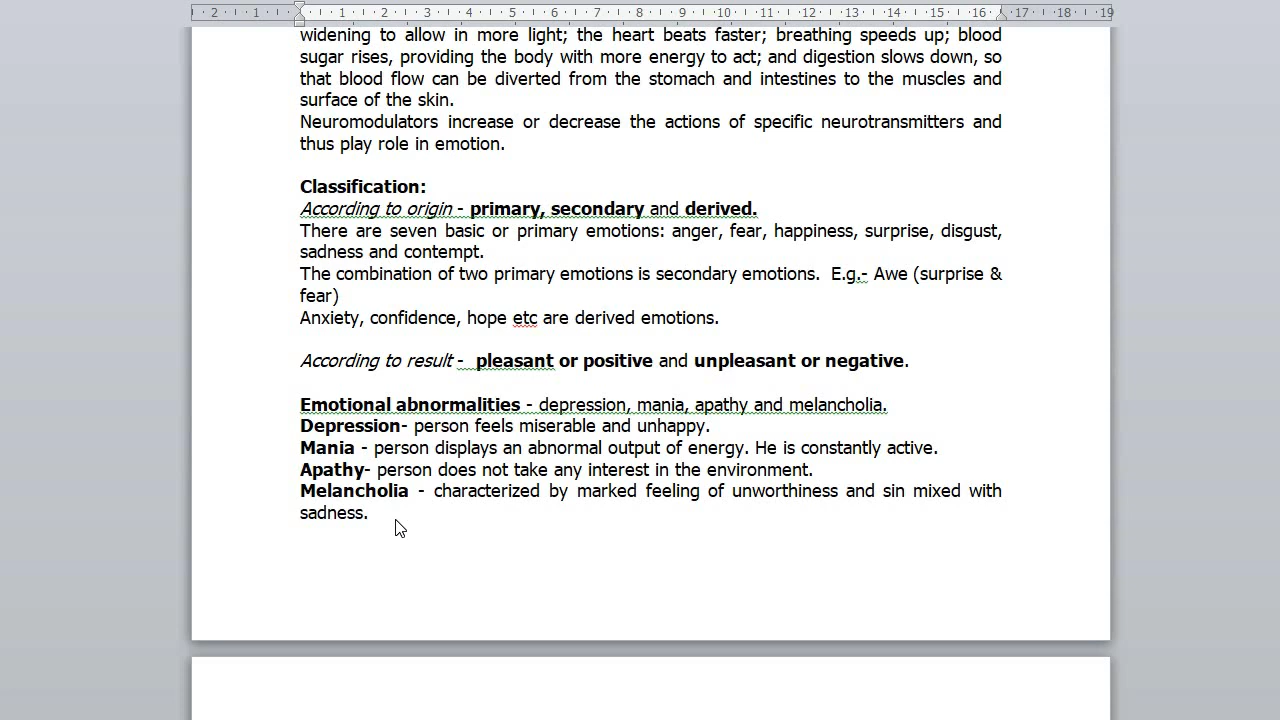 2 1 1 2 3 4 5 6 7 8 9 10 11 12 13 14 15 16 17 18 19
widening to allow in more light; the heart beats faster; breathing speeds up; blood
sugar rises, providing the body with more energy to act; and digestion slows down, so
that blood flow can be diverted from the stomach and intestines to the muscles and
surface of the skin.
Neuromodulators increase or decrease the actions of specific neurotransmitters and
thus play role in emotion.
Classification:
According to origin - primary, secondary and derived.
There are seven basic or primary emotions: anger, fear, happiness, surprise, disgust,
sadness and contempt.
The combination of two primary emotions is secondary emotions.  E.g.- Awe (surprise &
fear)
Anxiety, confidence, hope etc are derived emotions.
According to result -  pleasant or positive and unpleasant or negative.
Emotional abnormalities - depression, mania, apathy and melancholia.
Depression- person feels miserable and unhappy.
Mania - person displays an abnormal output of energy. He is constantly active.
Apathy- person does not take any interest in the environment.
Melancholia - characterized by marked feeling of unworthiness and sin mixed with
sadness.